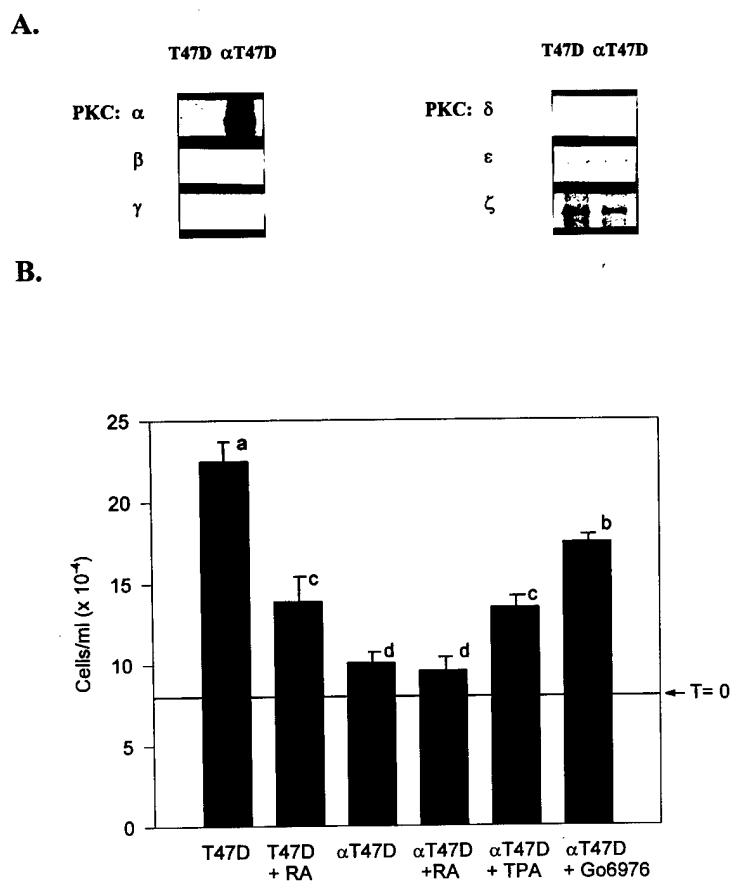 A.
T47D αT47D
PKC: α
β
γ
T47D αT47D
PKC: δ
ε
ζ
B.
25
20
15
10
5
0
Cells/ml (x 10⁻⁴)
a
c
d
d
c
b
T= 0
T47D
T47D
+ RA
αT47D
αT47D
+RA
αT47D
+ TPA
αT47D
+ Go6976